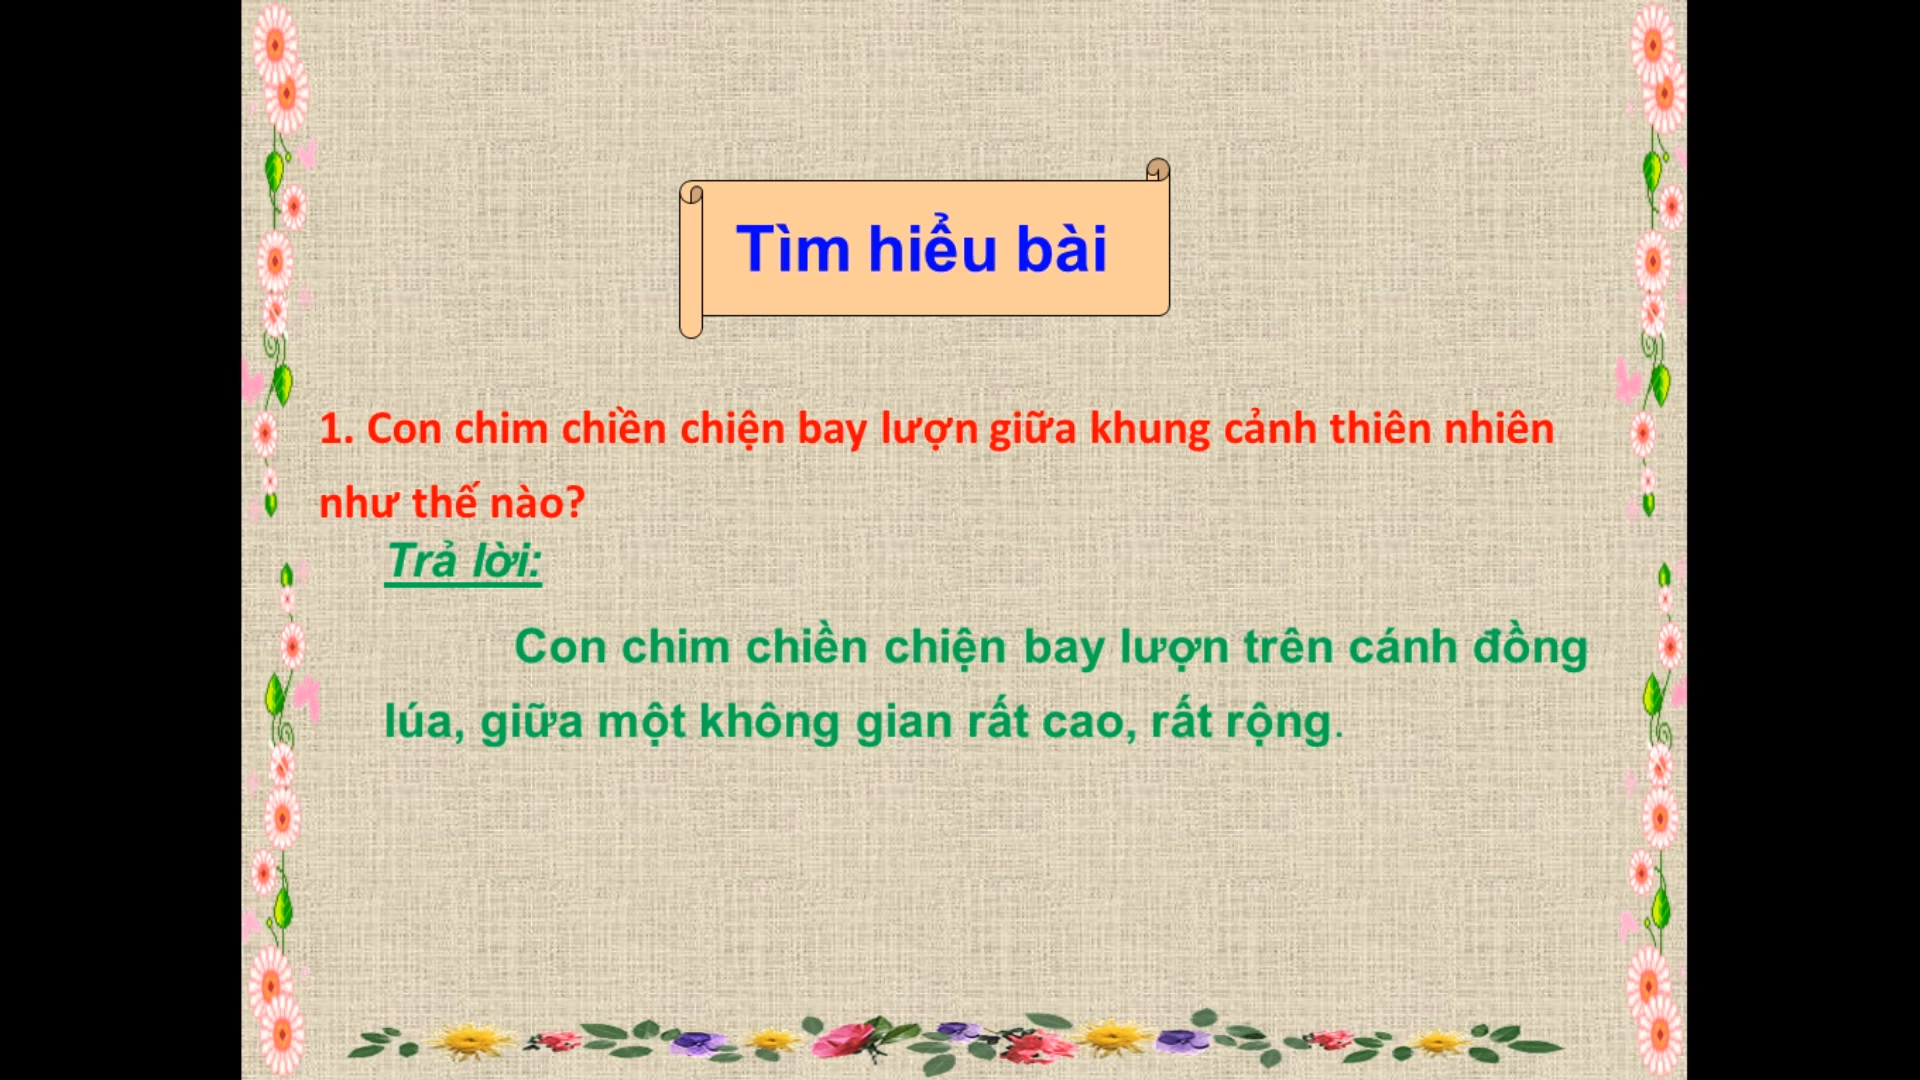 Tìm hiểu bài
1. Con chim chiền chiện bay lượn giữa khung cảnh thiên nhiên
như thế nào?
Trả lời:
Con chim chiền chiện bay lượn trên cánh đồng
lúa, giữa một không gian rất cao, rất rộng.